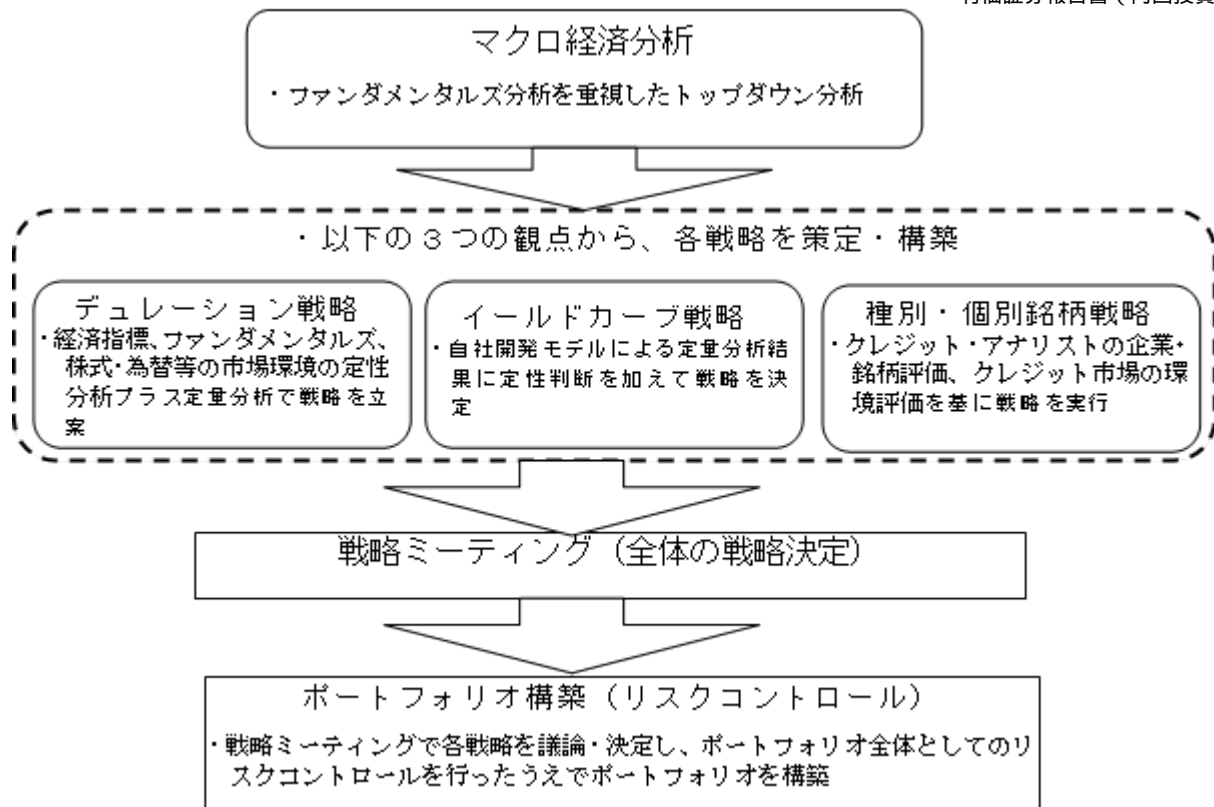 マクロ経済分析
・ファンダメンタルズ分析を重視したトップダウン分析
・以下の３つの観点から、各戦略を策定・構築
デュレーション戦略
・経済指標、ファンダメンタルズ、
株式・為替等の市場環境の定性
分析プラス定量分析で戦略を立
案
イールドカーブ戦略
・自社開発モデルによる定量分析結
果に定性判断を加えて戦略を決
定
種別・個別銘柄戦略
・クレジット・アナリストの企業・
銘柄評価、クレジット市場の環
境評価を基に戦略を実行
戦略ミーティング（全体の戦略決定）
ポートフォリオ構築（リスクコントロール）
・戦略ミーティングで各戦略を議論・決定し、ポートフォリオ全体としてのリ
スクコントロールを行ったうえでポートフォリオを構築